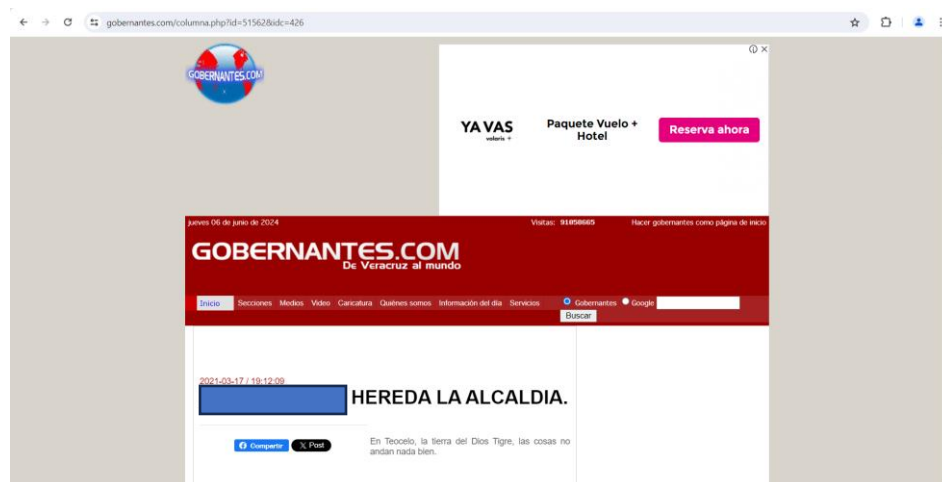 gobernantes.com/columna.php?id=51562&idc=426
GOBERNANTES.COM
YA VAS
volaris +
Paquete Vuelo +
Hotel
Reserva ahora
jueves 06 de junio de 2024
Visitas: 91058665
Hacer gobernantes como página de inicio
GOBERNANTES.COM
De Veracruz al mundo
Inicio Secciones Medios Video Caricatura Quiénes somos Información del día Servicios Gobernantes Google
Buscar
2021-03-17 / 19:12:09
HEREDA LA ALCALDIA.
Compartir Post
En Teocelo, la tierra del Dios Tigre, las cosas no
andan nada bien.